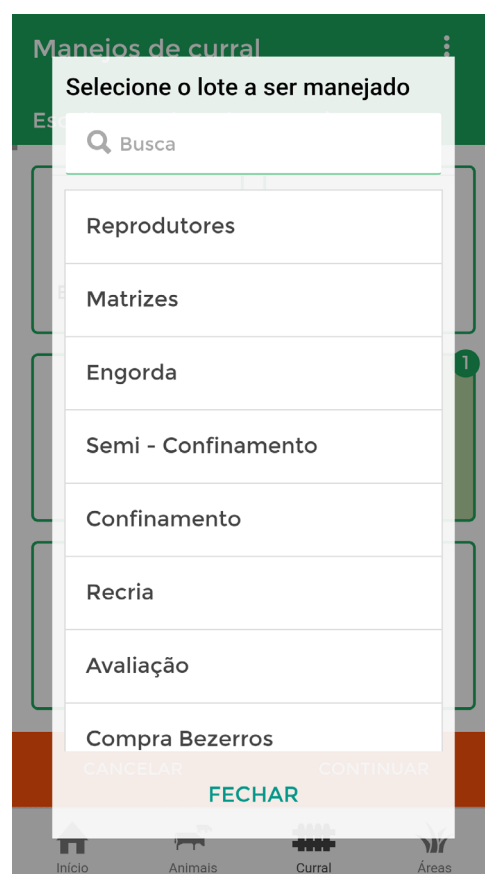 Manejos de curral
Selecione o lote a ser manejado
Es
Busca
Reprodutores
Matrizes
Engorda
1
Semi - Confinamento
Confinamento
Recria
Avaliação
Compra Bezerros
CANCELAR CONTINUAR
FECHAR
Início Animais Curral Áreas